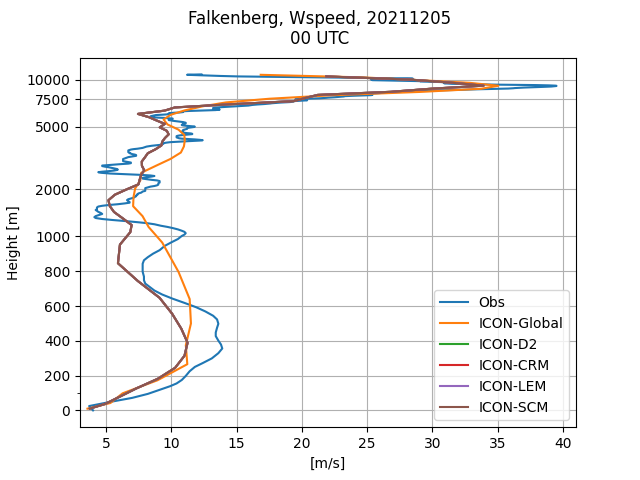 Falkenberg, Wspeed, 20211205
00 UTC
10000
7500
5000
2000
1000
800
600
400
200
0
Height [m]
5 10 15 20 25 30 35 40
[m/s]
Obs
ICON-Global
ICON-D2
ICON-CRM
ICON-LEM
ICON-SCM